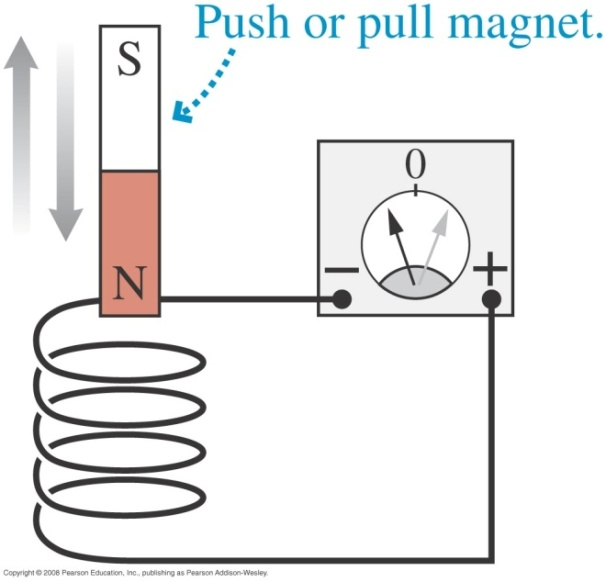 Push or pull magnet.
S
0
N
− +
Copyright © 2008 Pearson Education, Inc., publishing as Pearson Addison-Wesley.